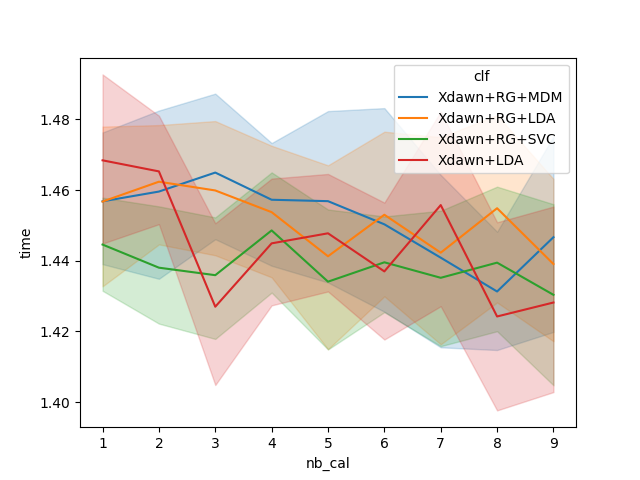 clf
Xdawn+RG+MDM
Xdawn+RG+LDA
Xdawn+RG+SVC
Xdawn+LDA
1.48
1.46
1.44
1.42
1.40
time
1 2 3 4 5 6 7 8 9
nb_cal